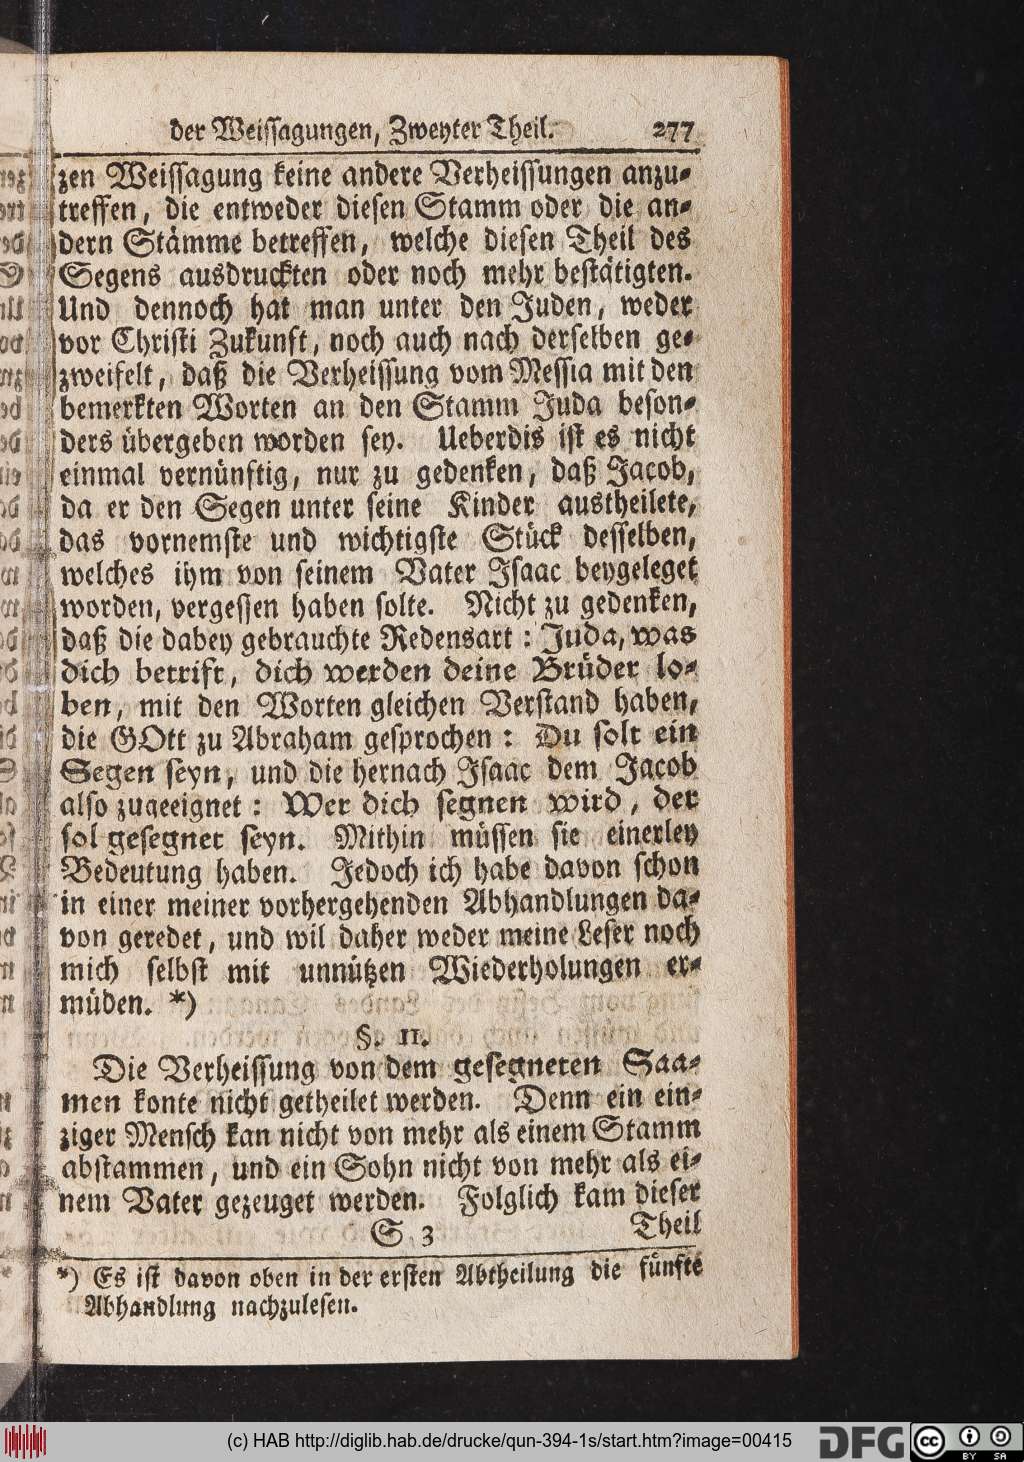 der Weissagungen, Zweyter Theil. 277
zen Weissagung keine andere Verheissungen anzu-
treffen, die entweder diesen Stamm oder die an-
dern Stämme betreffen, welche diesen Theil des
Segens ausdruckten oder noch mehr bestätigten.
Und dennoch hat man unter den Juden, weder
vor Christi Zukunft, noch auch nach derselben ge-
zweifelt, daß die Verheissung vom Messia mit den
bemerkten Worten an den Stamm Juda beson-
ders übergeben worden sey. Ueberdis ist es nicht
einmal vernünftig, nur zu gedenken, daß Jacob,
da er den Segen unter seine Kinder austheilete,
das vornemste und wichtigste Stück desselben,
welches ihm von seinem Vater Isaac beygeleget
worden, vergessen haben solte. Nicht zu gedenken,
daß die dabey gebrauchte Redensart: Juda, was
dich betrift, dich werden deine Brüder lo-
ben, mit den Worten gleichen Verstand haben,
die GOtt zu Abraham gesprochen: Du solt ein
Segen seyn, und die hernach Isaac dem Jacob
also zugeeignet: Wer dich segnen wird, der
sol gesegnet seyn. Mithin müssen sie einerley
Bedeutung haben. Jedoch ich habe davon schon
in einer meiner vorhergehenden Abhandlungen da-
von geredet, und wil daher weder meine Leser noch
mich selbst mit unnützen Wiederholungen er-
müden. *)
§. 11.
Die Verheissung von dem gesegneten Saa-
men konte nicht getheilet werden. Denn ein ein-
ziger Mensch kan nicht von mehr als einem Stamm
abstammen, und ein Sohn nicht von mehr als ei-
nem Vater gezeuget werden. Folglich kam dieser
S 3 Theil
*) Es ist davon oben in der ersten Abtheilung die fünfte
Abhandlung nachzulesen.
(c) HAB http://diglib.hab.de/drucke/qun-394-1s/start.htm?image=00415
DFG
cc BY SA